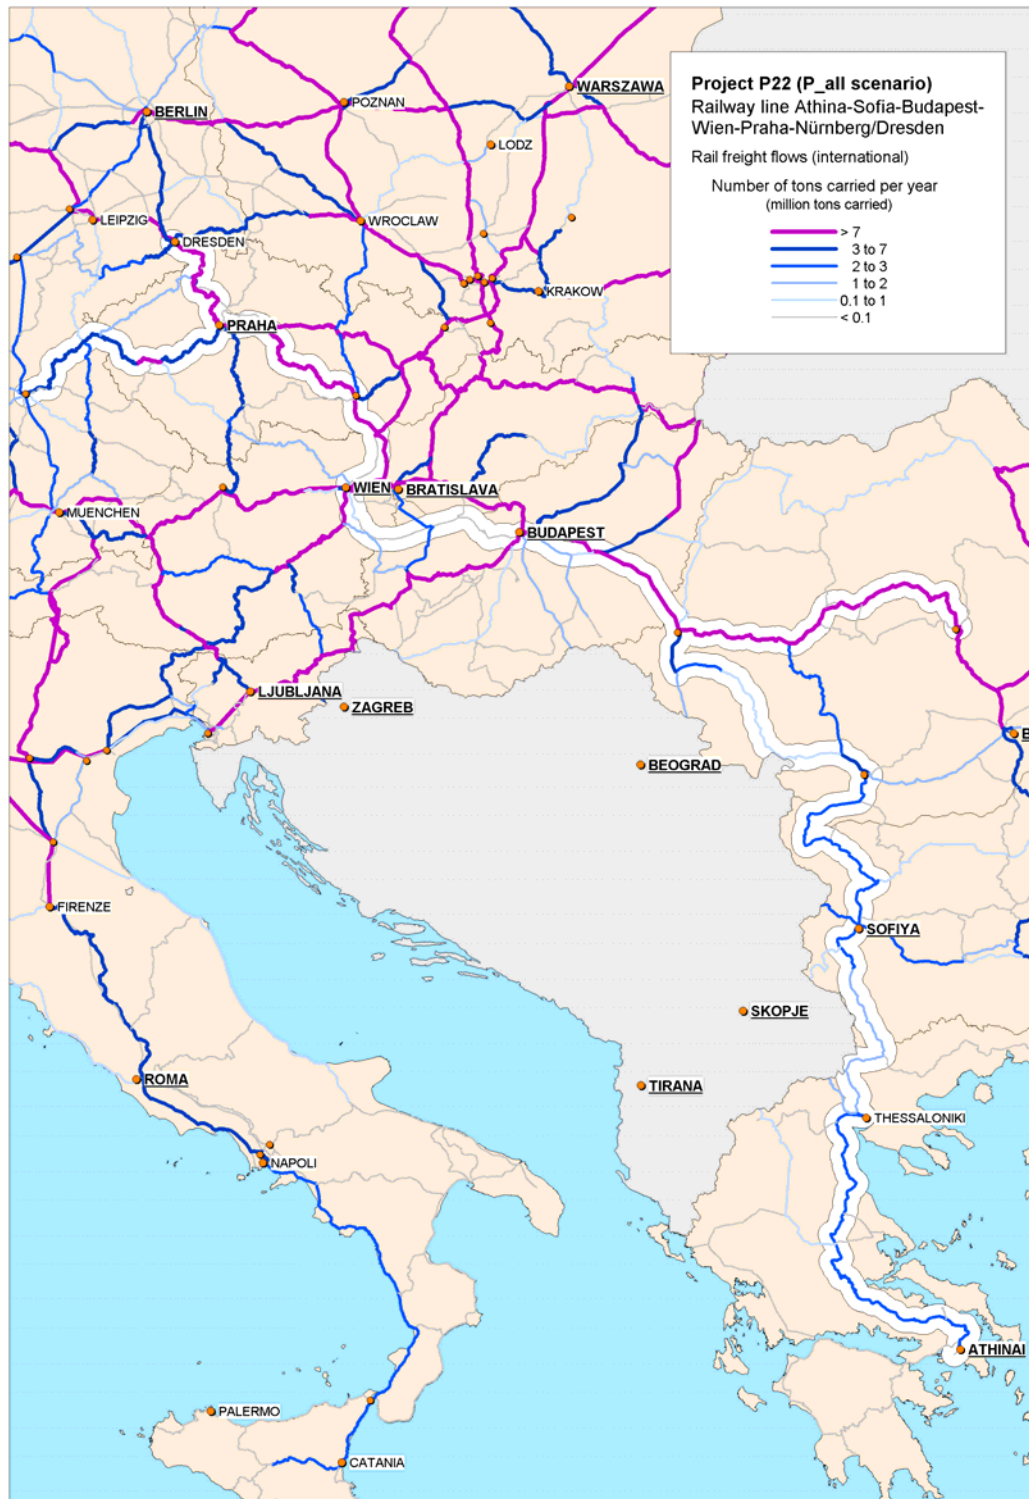 Project P22 (P_all scenario)
Railway line Athina-Sofia-Budapest-
Wien-Praha-Nürnberg/Dresden
Rail freight flows (international)
Number of tons carried per year
(million tons carried)
> 7
3 to 7
2 to 3
1 to 2
0.1 to 1
< 0.1
WARSZAWA
POZNAN
BERLIN
LODZ
LEIPZIG
WROCLAW
DRESDEN
KRAKOW
PRAHA
WIEN
BRATISLAVA
MUENCHEN
BUDAPEST
LJUBLJANA
ZAGREB
B
BEOGRAD
FIRENZE
SOFIYA
SKOPJE
ROMA
TIRANA
THESSALONIKI
NAPOLI
ATHINAI
PALERMO
CATANIA